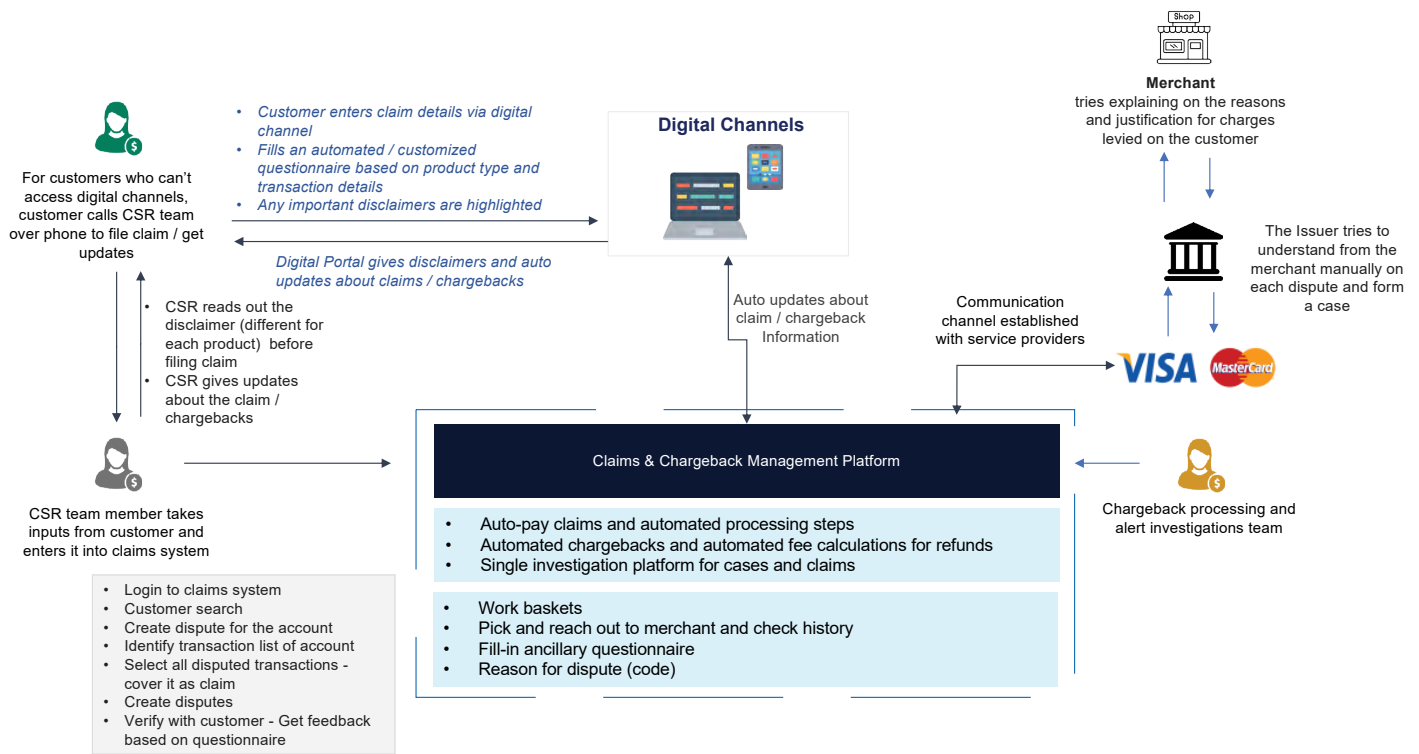 Shop
Merchant
tries explaining on the reasons
and justification for charges
levied on the customer
$
For customers who can't
access digital channels,
customer calls CSR team
over phone to file claim / get
updates
• Customer enters claim details via digital
channel
• Fills an automated / customized
questionnaire based on product type and
transaction details
• Any important disclaimers are highlighted
Digital Channels
Digital Portal gives disclaimers and auto
updates about claims / chargebacks
The Issuer tries to
understand from the
merchant manually on
each dispute and form
a case
• CSR reads out the
disclaimer (different for
each product)  before
filing claim
• CSR gives updates
about the claim /
chargebacks
Auto updates about
claim / chargeback
Information
Communication
channel established
with service providers
VISA
MasterCard
$
CSR team member takes
inputs from customer and
enters it into claims system
Claims & Chargeback Management Platform
$
Chargeback processing and
alert investigations team
• Auto-pay claims and automated processing steps
• Automated chargebacks and automated fee calculations for refunds
• Single investigation platform for cases and claims
• Work baskets
• Pick and reach out to merchant and check history
• Fill-in ancillary questionnaire
• Reason for dispute (code)
• Login to claims system
• Customer search
• Create dispute for the account
• Identify transaction list of account
• Select all disputed transactions -
cover it as claim
• Create disputes
• Verify with customer - Get feedback
based on questionnaire